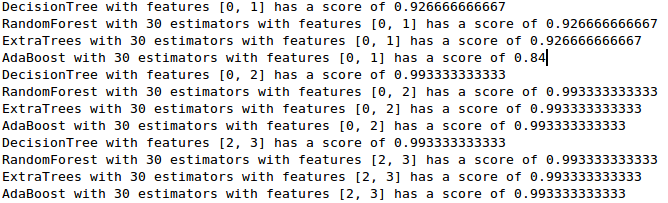 DecisionTree with features [0, 1] has a score of 0.926666666667
RandomForest with 30 estimators with features [0, 1] has a score of 0.926666666667
ExtraTrees with 30 estimators with features [0, 1] has a score of 0.926666666667
AdaBoost with 30 estimators with features [0, 1] has a score of 0.84
DecisionTree with features [0, 2] has a score of 0.993333333333
RandomForest with 30 estimators with features [0, 2] has a score of 0.993333333333
ExtraTrees with 30 estimators with features [0, 2] has a score of 0.993333333333
AdaBoost with 30 estimators with features [0, 2] has a score of 0.993333333333
DecisionTree with features [2, 3] has a score of 0.993333333333
RandomForest with 30 estimators with features [2, 3] has a score of 0.993333333333
ExtraTrees with 30 estimators with features [2, 3] has a score of 0.993333333333
AdaBoost with 30 estimators with features [2, 3] has a score of 0.993333333333